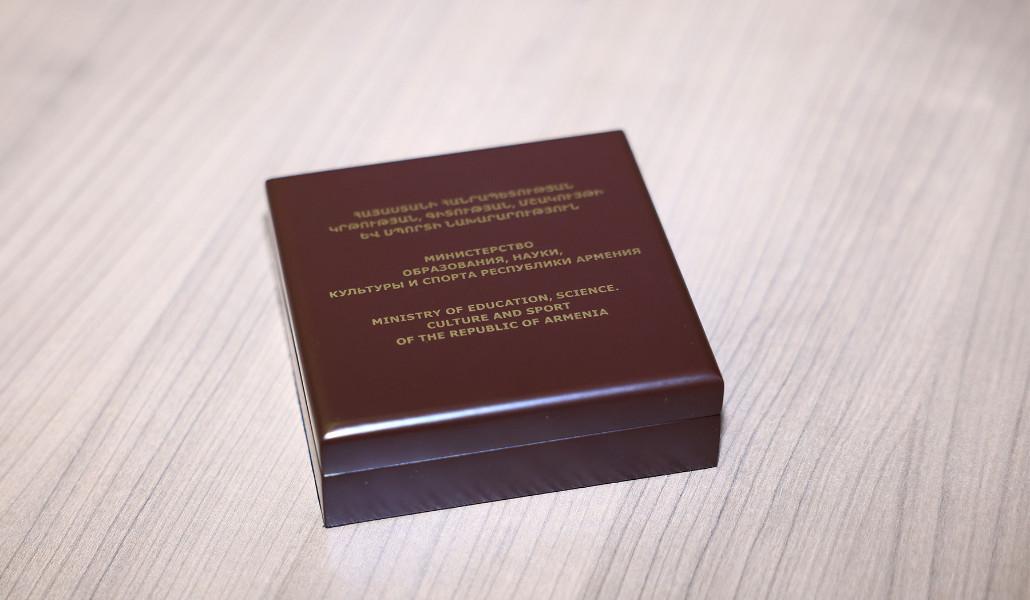 ՀԱՅԱՍՏԱՆԻ ՀԱՆՐԱՊԵՏՈՒԹՅԱՆ
ԿՐԹՈՒԹՅԱՆ, ԳԻՏՈՒԹՅԱՆ, ՄՇԱԿՈՒՅԹԻ
ԵՎ ՍՊՈՐՏԻ ՆԱԽԱՐԱՐՈՒԹՅՈՒՆ
МИНИСТЕРСТВО
ОБРАЗОВАНИЯ, НАУКИ,
КУЛЬТУРЫ И СПОРТА РЕСПУБЛИКИ АРМЕНИЯ
MINISTRY OF EDUCATION, SCIENCE.
CULTURE AND SPORT
OF THE REPUBLIC OF ARMENIA